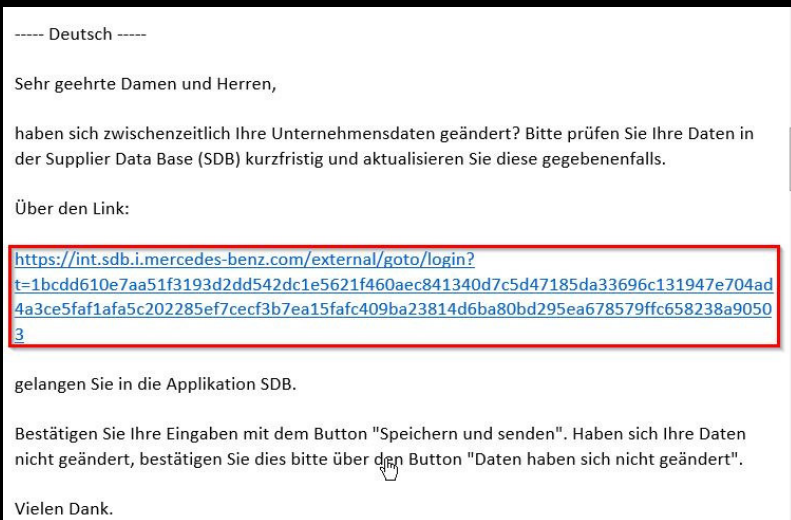 ----- Deutsch -----
Sehr geehrte Damen und Herren,
haben sich zwischenzeitlich Ihre Unternehmensdaten geändert? Bitte prüfen Sie Ihre Daten in
der Supplier Data Base (SDB) kurzfristig und aktualisieren Sie diese gegebenenfalls.
Über den Link:
https://int.sdb.i.mercedes-benz.com/external/goto/login?
t=1bcdd610e7aa51f3193d2dd542dc1e5621f460aec841340d7c5d47185da33696c131947e704ad
4a3ce5faf1afa5c202285ef7cecf3b7ea15fafc409ba23814d6ba80bd295ea678579ffc658238a9050
3
gelangen Sie in die Applikation SDB.
Bestätigen Sie Ihre Eingaben mit dem Button "Speichern und senden". Haben sich Ihre Daten
nicht geändert, bestätigen Sie dies bitte über den Button "Daten haben sich nicht geändert".
Vielen Dank.